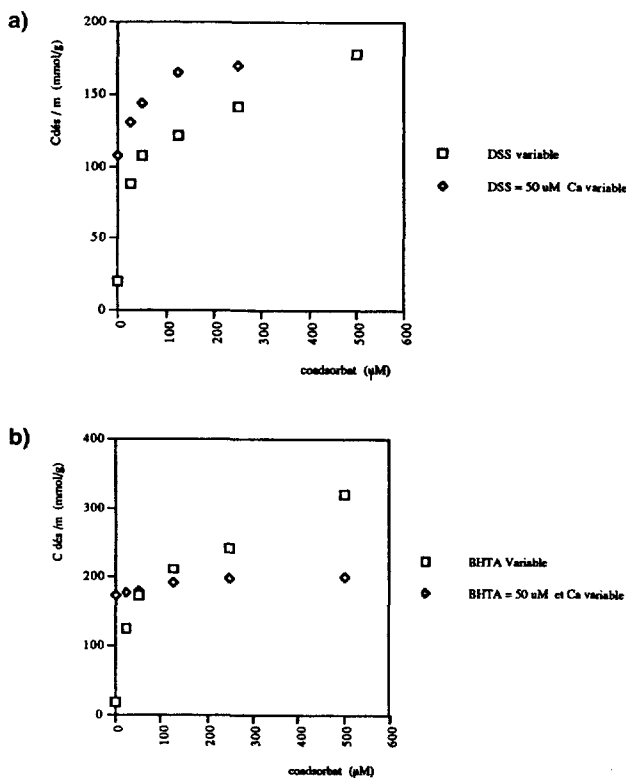 a)
Cdés / m (mmol/g)
200
150
100
50
0
0
100
200
300
400
500
600
coadsorbat (µM)
DSS variable
DSS = 50 uM Ca variable
b)
C dés /m (mmol/g)
400
300
200
100
0
0
100
200
300
400
500
600
coadsorbat (µM)
BHTA Variable
BHTA = 50 uM et Ca variable